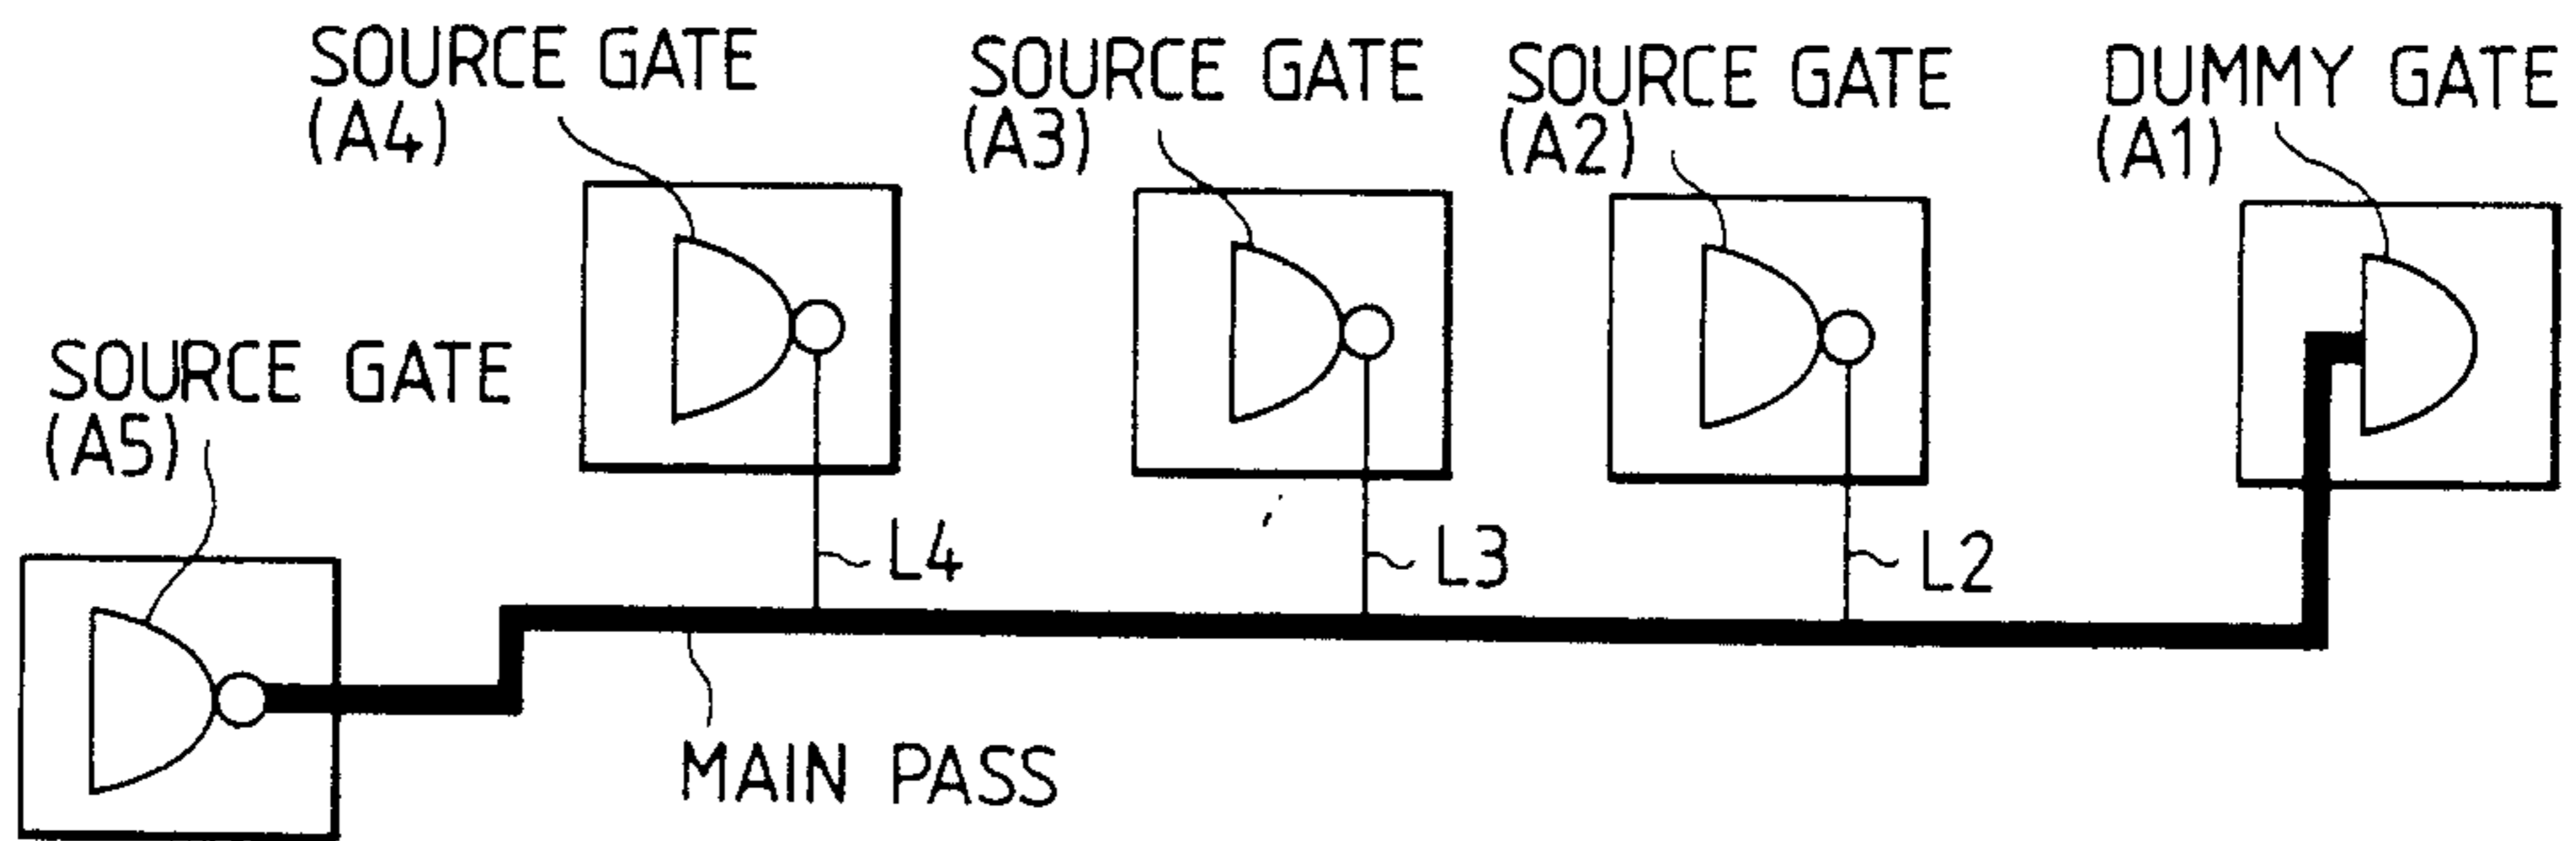 SOURCE GATE
(A4)
SOURCE GATE
(A3)
SOURCE GATE
(A2)
DUMMY GATE
(A1)
SOURCE GATE
(A5)
L4
L3
L2
MAIN PASS